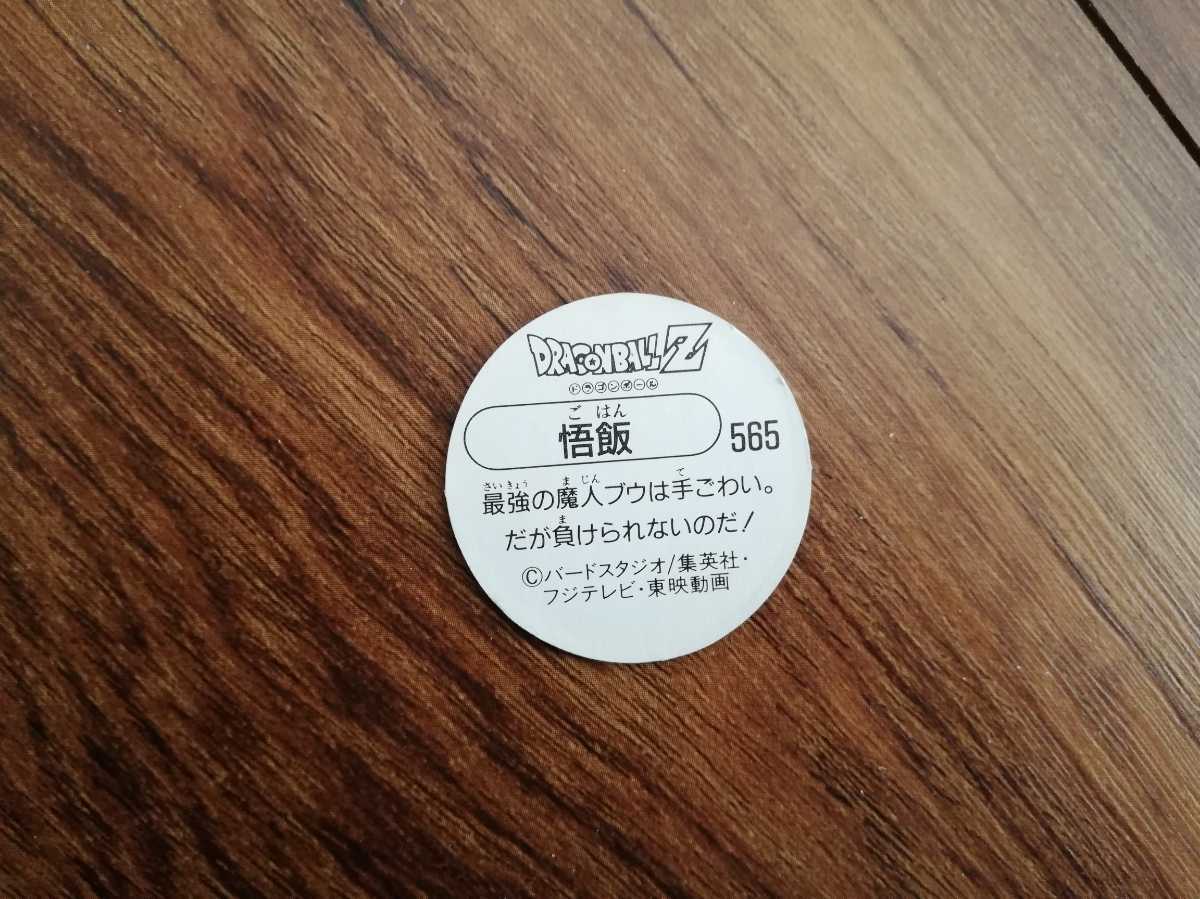 DRAGONBALL Z
ドラゴンボール
ごはん
悟飯 565
さいきょう まじん て
最強の魔人ブウは手ごわい。
ま
だが負けられないのだ!
©バードスタジオ/集英社・
フジテレビ・東映動画